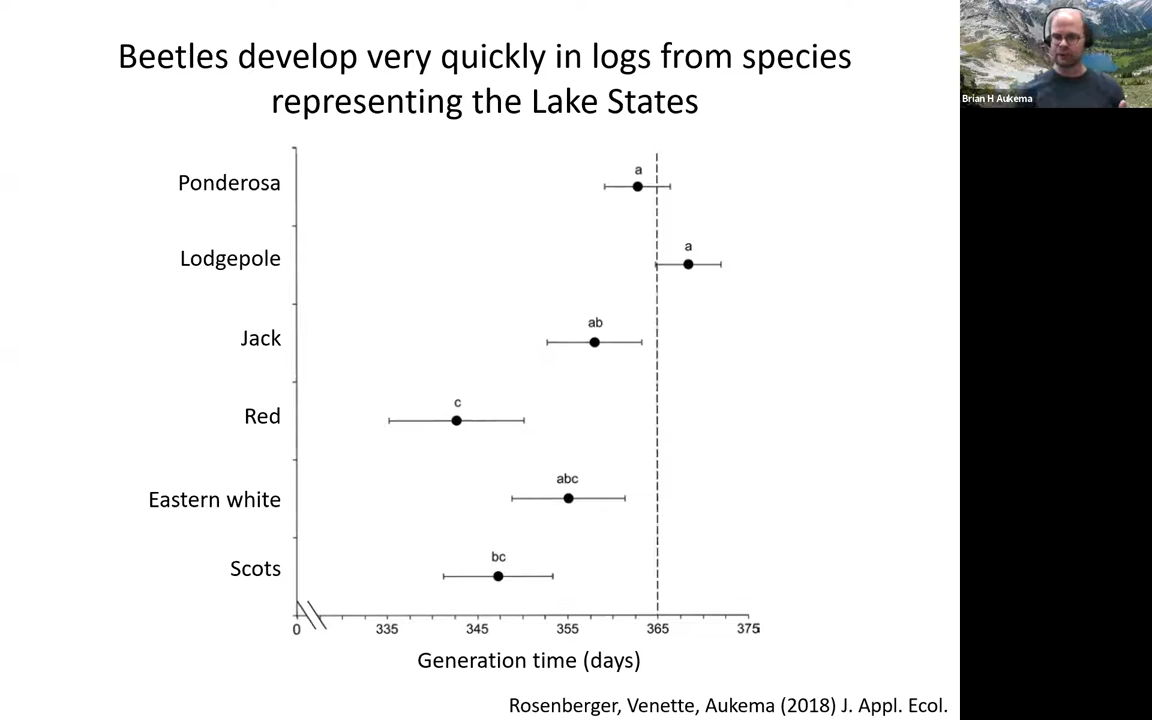 Beetles develop very quickly in logs from species
representing the Lake States
Brian H Aukema
Ponderosa
a
Lodgepole
a
Jack
ab
Red
c
Eastern white
abc
Scots
bc
0 335 345 355 365 375
Generation time (days)
Rosenberger, Venette, Aukema (2018) J. Appl. Ecol.